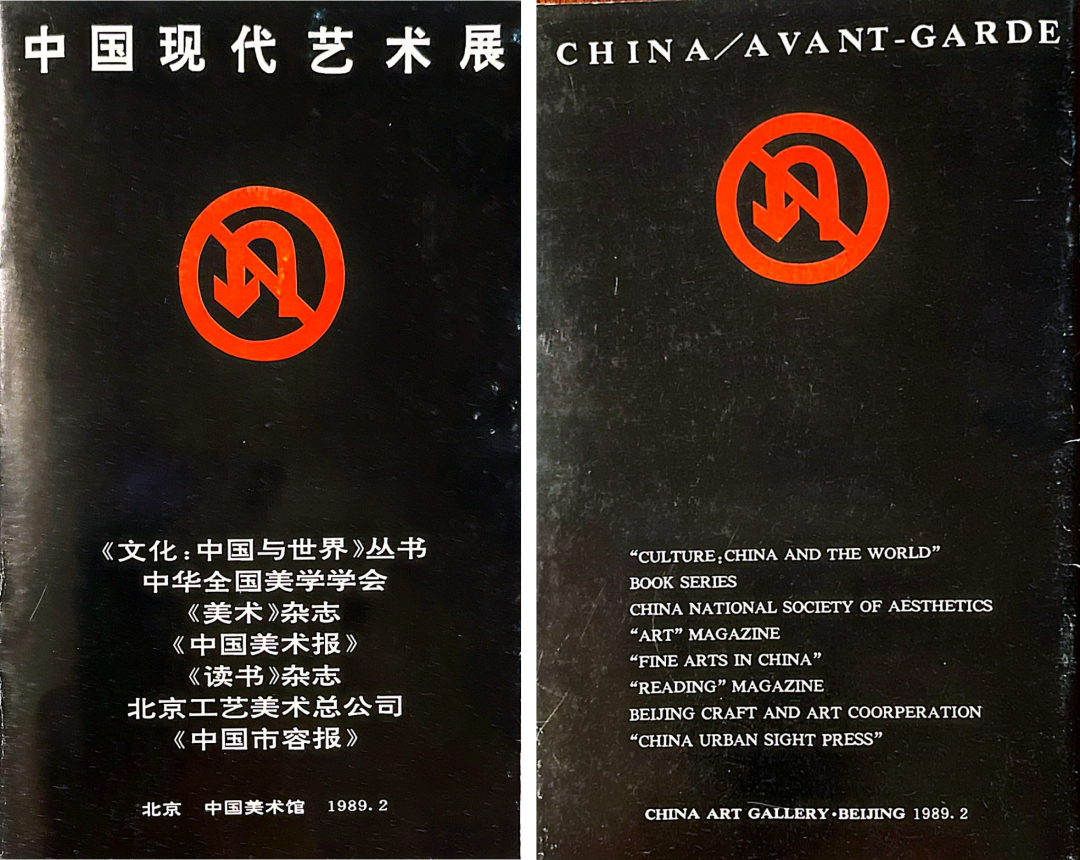 中国现代艺术展
《文化:中国与世界》丛书
中华全国美学学会
《美术》杂志
《中国美术报》
《读书》杂志
北京工艺美术总公司
《中国市容报》
北京 中国美术馆 1989.2
CHINA/AVANT-GARDE
“CULTURE;CHINA AND THE WORLD”
BOOK SERIES
CHINA NATIONAL SOCIETY OF AESTHETICS
“ART” MAGAZINE
“FINE ARTS IN CHINA”
“READING” MAGAZINE
BEIJING CRAFT AND ART COORPERATION
“CHINA URBAN SIGHT PRESS”
CHINA ART GALLERY·BEIJING 1989.2